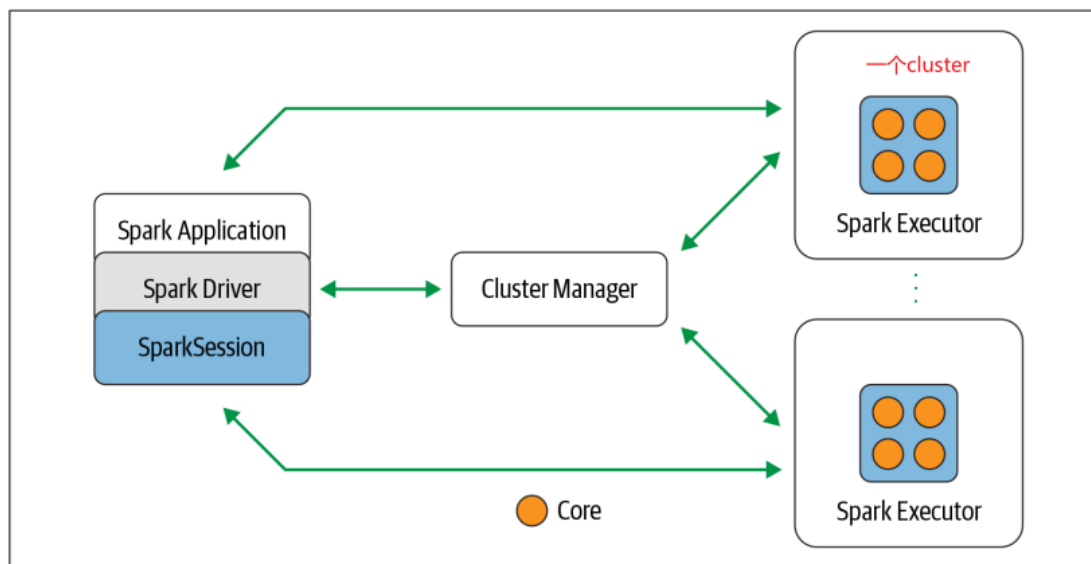 一个cluster
Spark Executor
Spark Application
Spark Driver
SparkSession
Cluster Manager
Spark Executor
Core